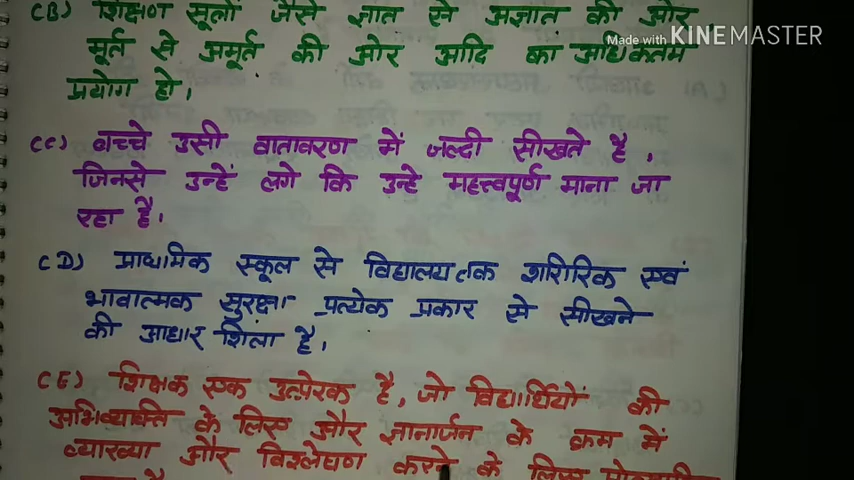 (B) शिक्षण सूत्रों जैसे ज्ञात से अज्ञात की ओर,
Made with KINEMASTER
मूर्त से अमूर्त की ओर आदि का अधिकतम
प्रयोग हो।
(C) बच्चे उसी वातावरण में जल्दी सीखते है,
जिनसे उन्हें लगे कि उन्हे महत्त्वपूर्ण माना जा
रहा है।
(D) प्राथमिक स्कूल से विद्यालय तक शारिरिक एवं
भावात्मक सुरक्षा प्रत्येक प्रकार से सीखने
की आधार शिला है।
(E) शिक्षक एक उत्प्रेरक है, जो विद्यार्थियों की
अभिव्यक्ति के लिए और ज्ञानार्जन के क्रम में
व्याख्या और विश्लेषण करने के लिए